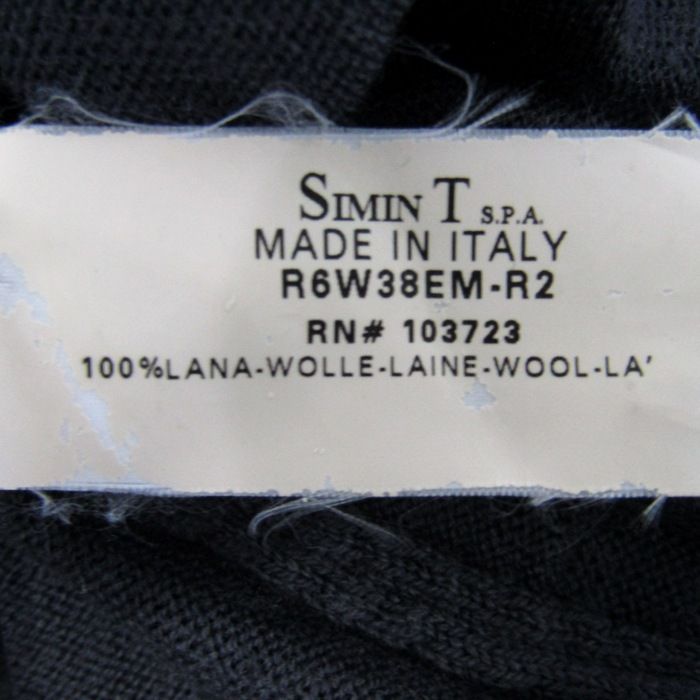 SIMIN T S.P.A.
MADE IN ITALY
R6W38EM-R2
RN# 103723
100%LANA-WOLLE-LAINE-WOOL-LA'